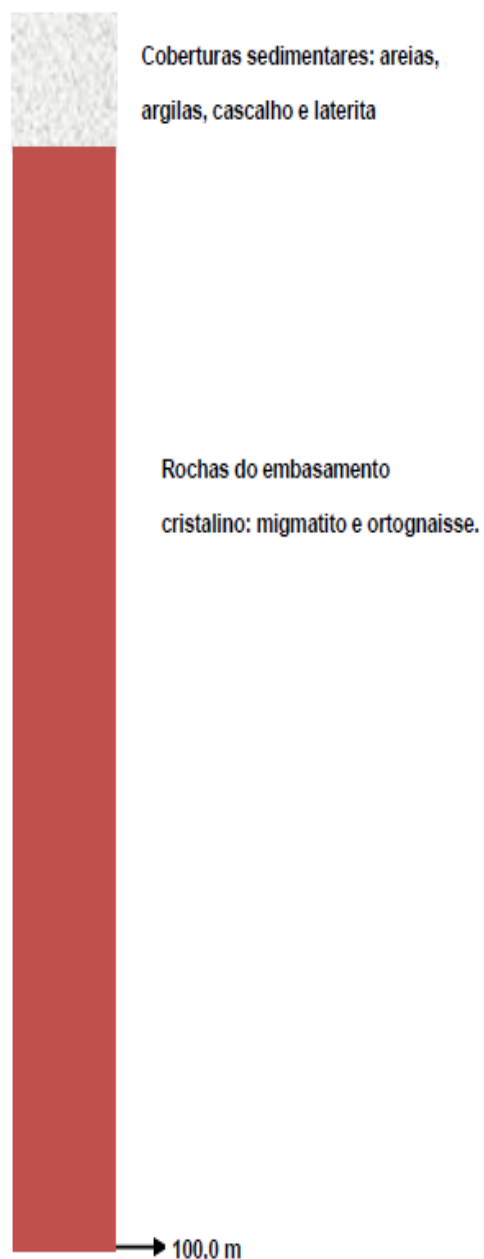 Coberturas sedimentares: areias,
argilas, cascalho e laterita
Rochas do embasamento
cristalino: migmatito e ortognaisse.
100.0 m